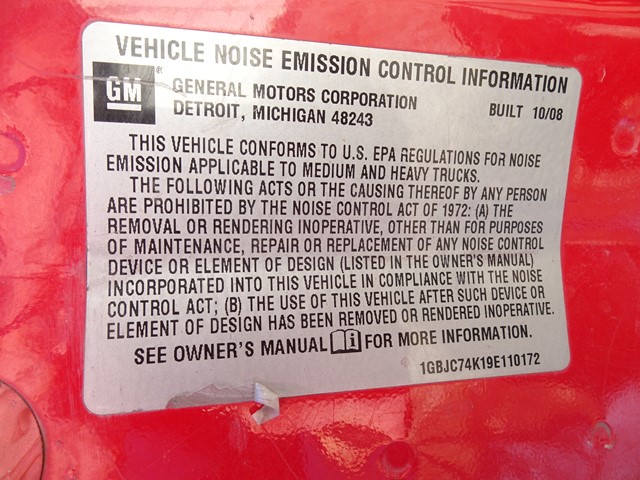 VEHICLE NOISE EMISSION CONTROL INFORMATION
GM ®
GENERAL MOTORS CORPORATION
DETROIT, MICHIGAN 48243
BUILT 10/08
THIS VEHICLE CONFORMS TO U.S. EPA REGULATIONS FOR NOISE
EMISSION APPLICABLE TO MEDIUM AND HEAVY TRUCKS.
THE FOLLOWING ACTS OR THE CAUSING THEREOF BY ANY PERSON
ARE PROHIBITED BY THE NOISE CONTROL ACT OF 1972: (A) THE
REMOVAL OR RENDERING INOPERATIVE, OTHER THAN FOR PURPOSES
OF MAINTENANCE, REPAIR OR REPLACEMENT OF ANY NOISE CONTROL
DEVICE OR ELEMENT OF DESIGN (LISTED IN THE OWNER'S MANUAL)
INCORPORATED INTO THIS VEHICLE IN COMPLIANCE WITH THE NOISE
CONTROL ACT; (B) THE USE OF THIS VEHICLE AFTER SUCH DEVICE OR
ELEMENT OF DESIGN HAS BEEN REMOVED OR RENDERED INOPERATIVE.
SEE OWNER'S MANUAL i FOR MORE INFORMATION.
1GBJC74K19E110172